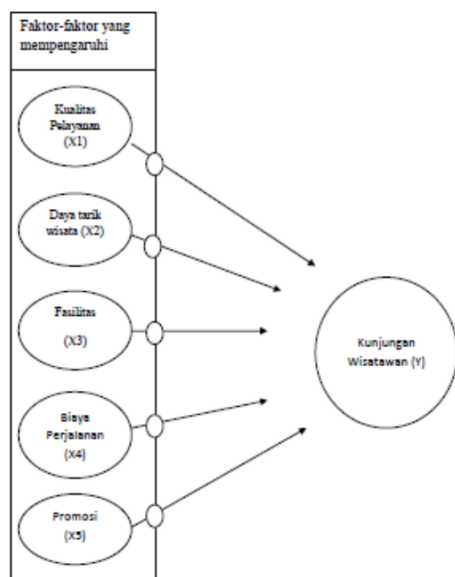 Faktor-faktor yang
mempengaruhi
Kualitas
Pelayanan
(X1)
Daya tarik
wisata (X2)
Fasilitas
(X3)
Biaya
Perjalanan
(X4)
Promosi
(X5)
Kunjungan
Wisatawan (Y)